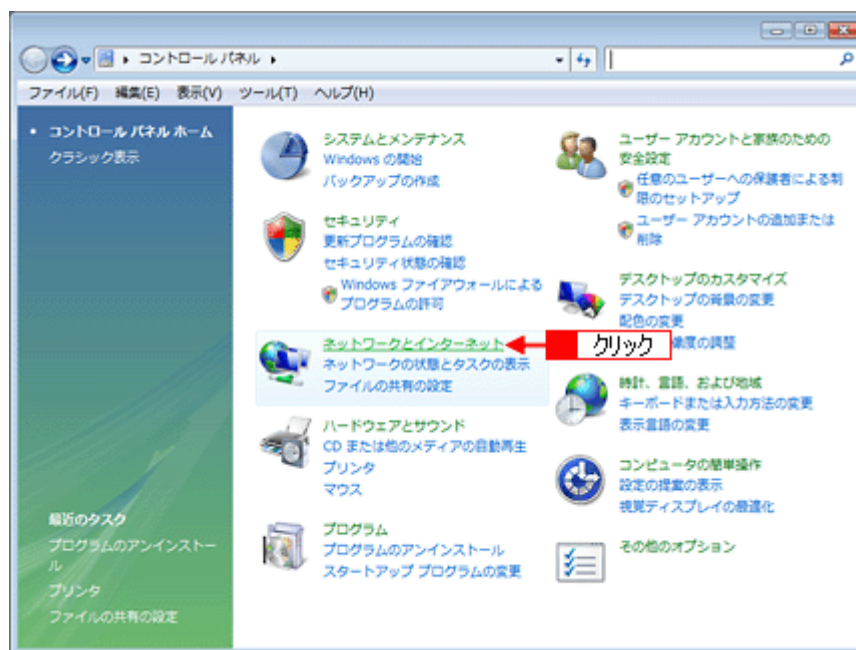 コントロール パネル
ファイル(F) 編集(E) 表示(V) ツール(T) ヘルプ(H)
コントロール パネル ホーム
クラシック表示
最近のタスク
プログラムのアンインストー
ル
プリンタ
ファイルの共有の設定
システムとメンテナンス
Windows の開始
バックアップの作成
セキュリティ
更新プログラムの確認
セキュリティ状態の確認
Windows ファイアウォールによる
プログラムの許可
ネットワークとインターネット
クリック
ネットワークの状態とタスクの表示
ファイルの共有の設定
ハードウェアとサウンド
CD または他のメディアの自動再生
プリンタ
マウス
プログラム
プログラムのアンインストール
スタートアップ プログラムの変更
ユーザー アカウントと家族のための
安全設定
任意のユーザーへの保護者による制
限のセットアップ
ユーザー アカウントの追加または
削除
デスクトップのカスタマイズ
デスクトップの背景の変更
配色の変更
像度の調整
時計、言語、および地域
キーボードまたは入力方法の変更
表示言語の変更
コンピュータの簡単操作
設定の提案の表示
視覚ディスプレイの最適化
その他のオプション